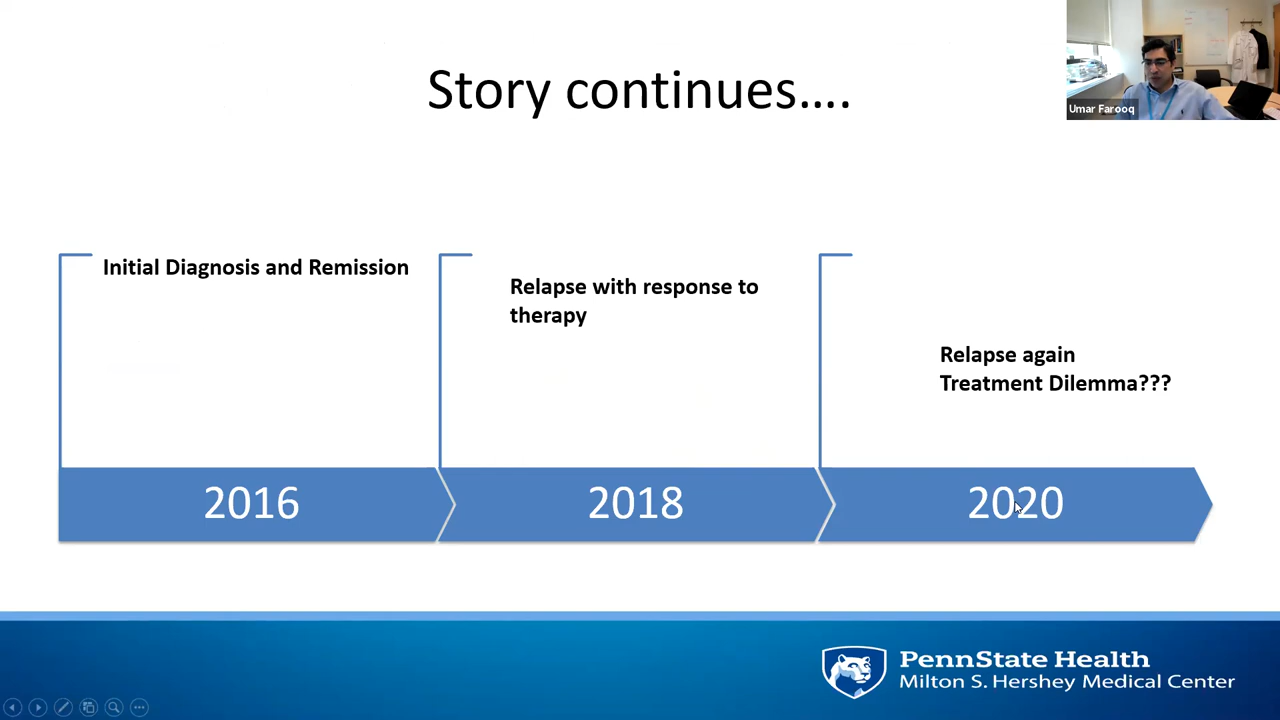 Story continues….
Umar Farooq
Initial Diagnosis and Remission
Relapse with response to
therapy
Relapse again
Treatment Dilemma???
2016
2018
2020
PennState Health
Milton S. Hershey Medical Center